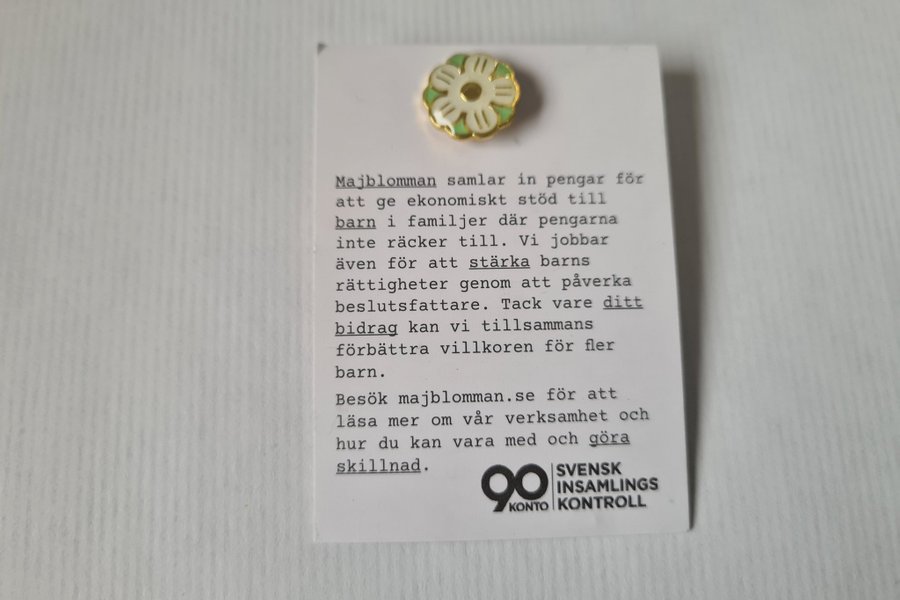 Majblomman samlar in pengar för
att ge ekonomiskt stöd till
barn i familjer där pengarna
inte räcker till. Vi jobbar
även för att stärka barns
rättigheter genom att påverka
beslutsfattare. Tack vare ditt
bidrag kan vi tillsammans
förbättra villkoren för fler
barn.
Besök majblomman.se för att
läsa mer om vår verksamhet och
hur du kan vara med och göra
skillnad.
90
KONTO
SVENSK
INSAMLINGS
KONTROLL